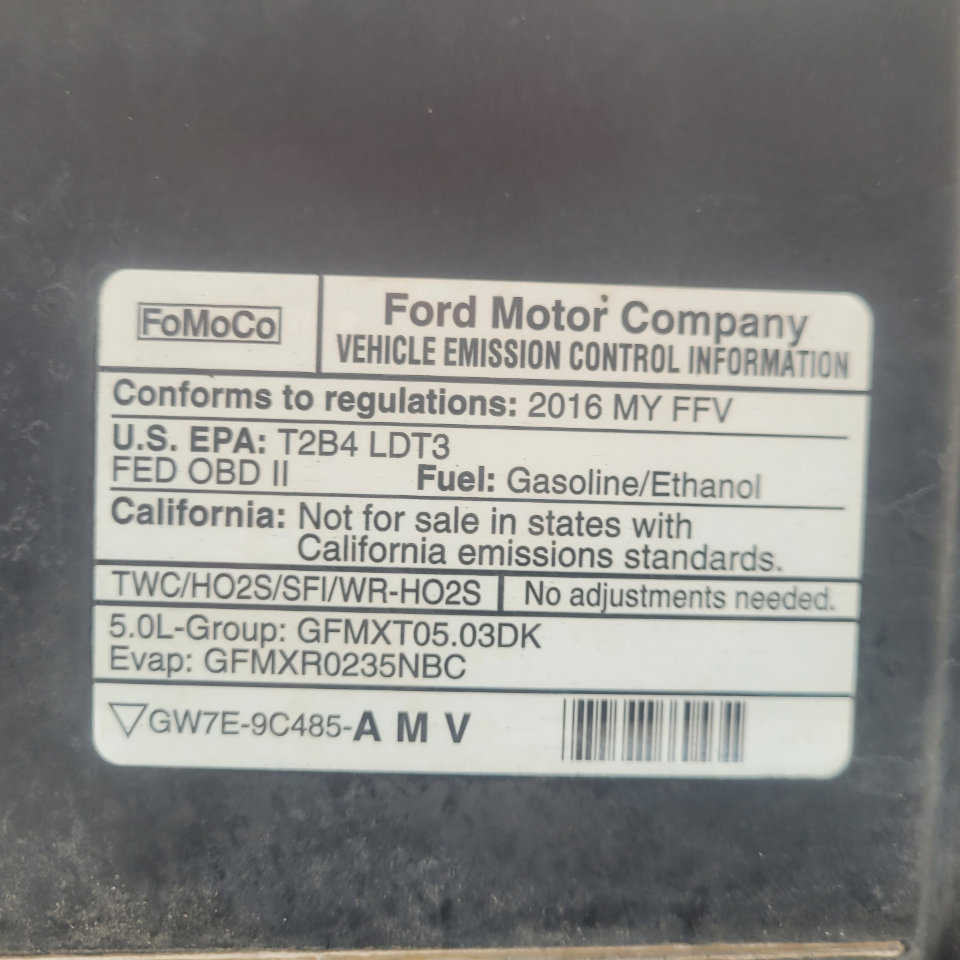 FoMoCo
Ford Motor Company
VEHICLE EMISSION CONTROL INFORMATION
Conforms to regulations: 2016 MY FFV
U.S. EPA: T2B4 LDT3
FED OBD II Fuel: Gasoline/Ethanol
California: Not for sale in states with
California emissions standards.
TWC/HO2S/SFI/WR-HO2S No adjustments needed.
5.0L-Group: GFMXT05.03DK
Evap: GFMXR0235NBC
▽GW7E-9C485-A M V